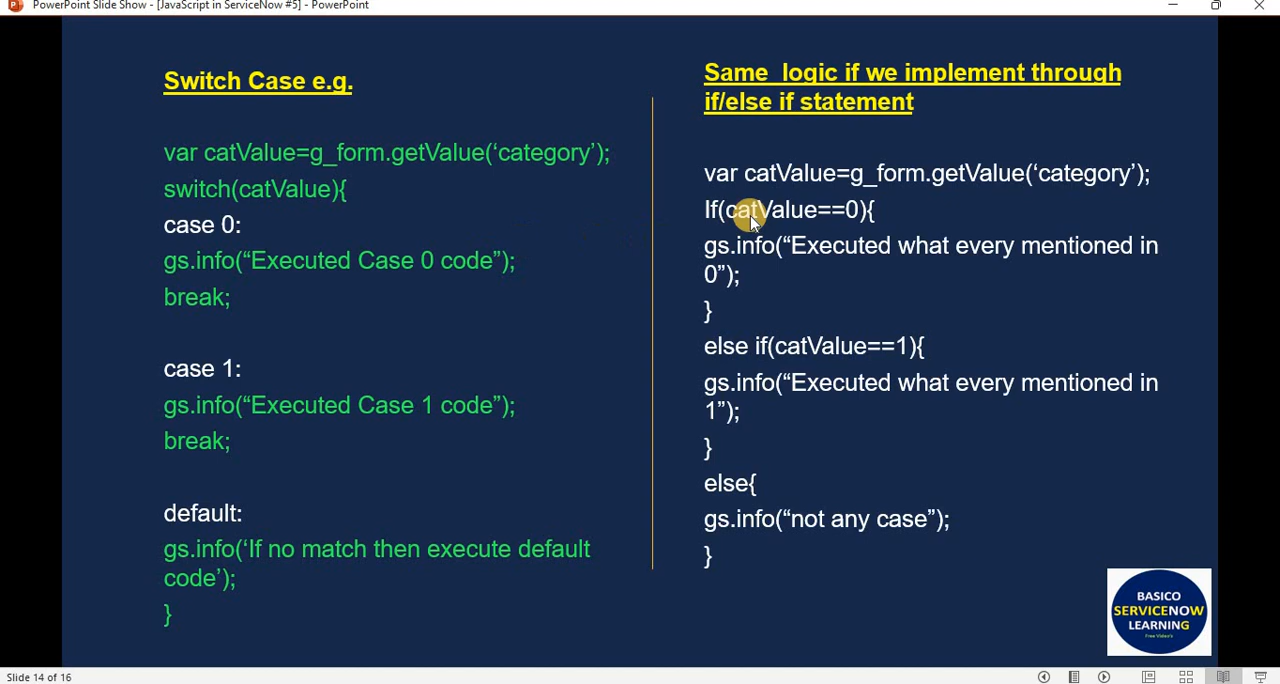 PowerPoint Slide Show - [JavaScript in ServiceNow #5] - PowerPoint
Switch Case e.g.
var catValue=g_form.getValue(‘category’);
switch(catValue){
case 0:
gs.info(“Executed Case 0 code”);
break;
case 1:
gs.info(“Executed Case 1 code”);
break;
default:
gs.info(‘If no match then execute default
code’);
}
Same logic if we implement through
if/else if statement
var catValue=g_form.getValue(‘category’);
If(catValue==0){
gs.info(“Executed what every mentioned in
0”);
}
else if(catValue==1){
gs.info(“Executed what every mentioned in
1”);
}
else{
gs.info(“not any case”);
}
BASICO
SERVICENOW
LEARNING
Free Video's
Slide 14 of 16